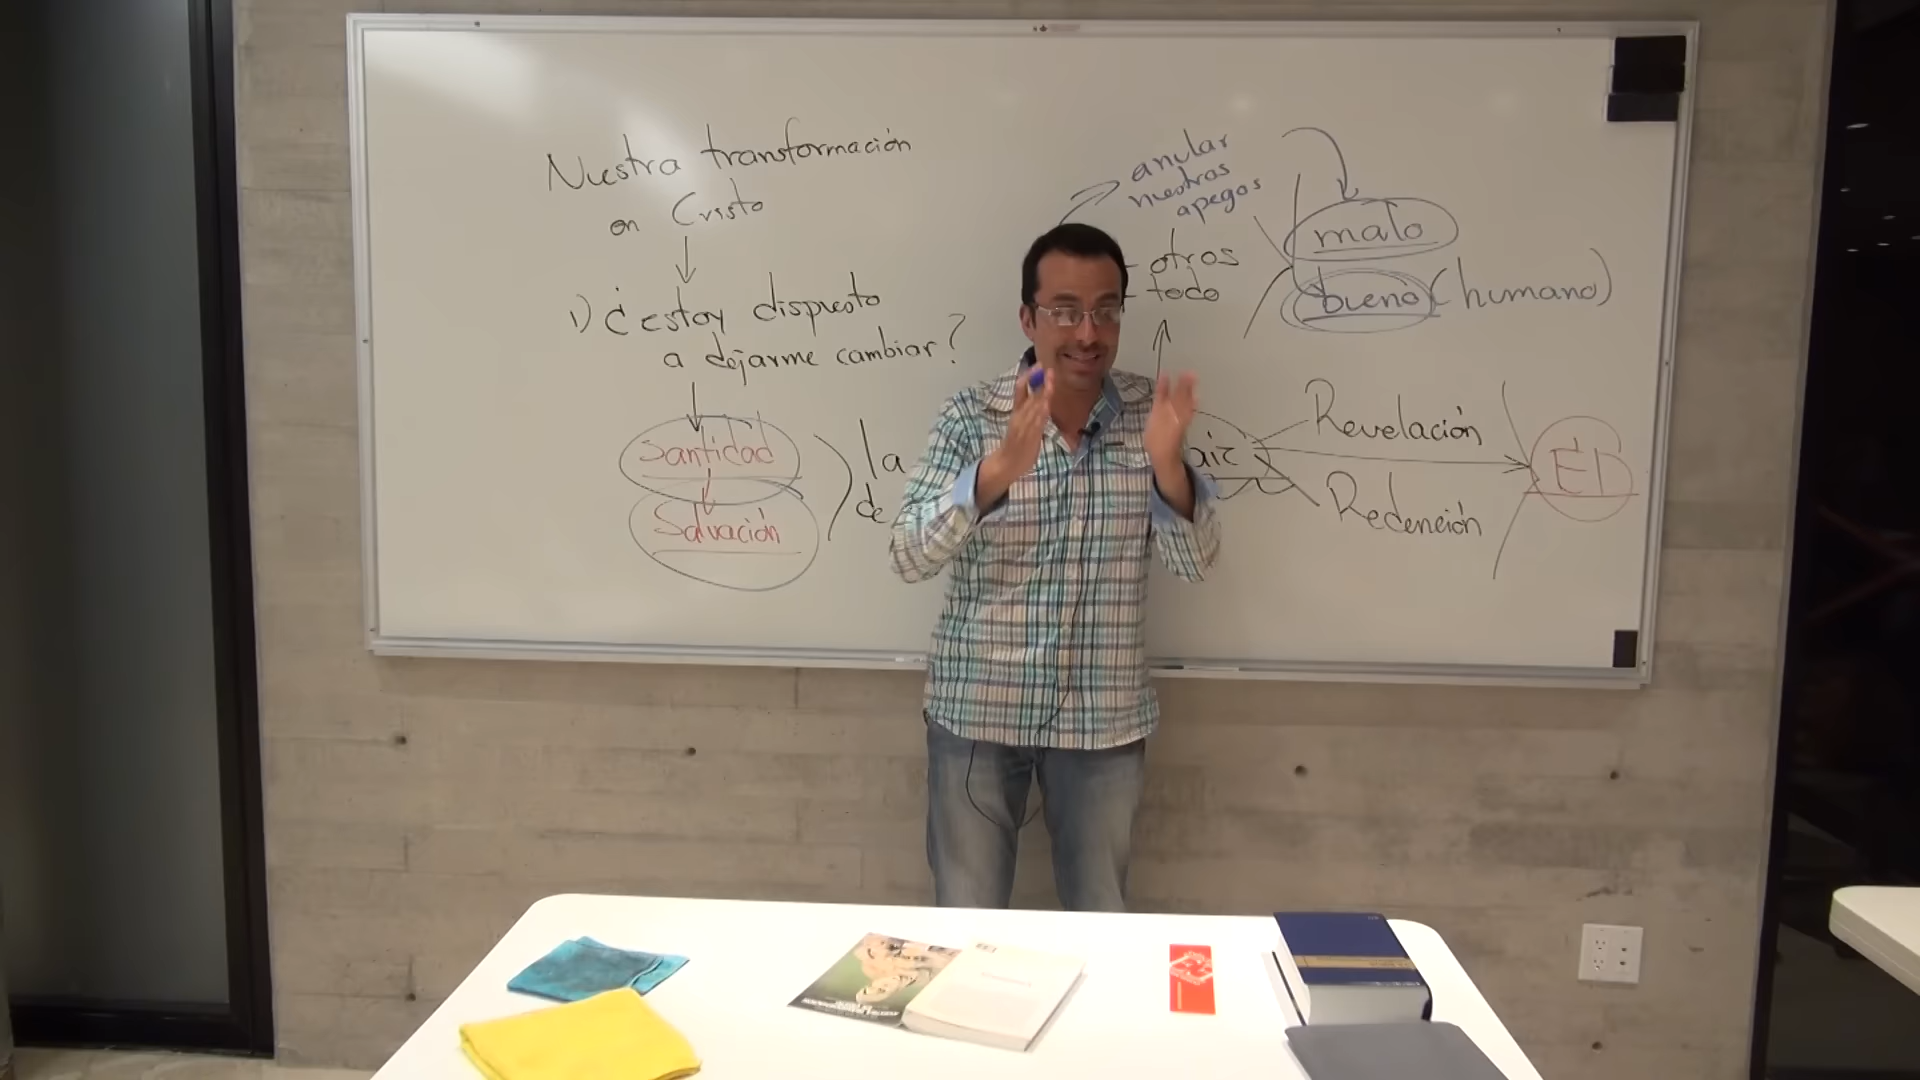 Nuestra transformación
en Cristo
1) ¿estoy dispuesto
a dejarme cambiar?
Santidad
Salvación
la
de
anular
nuestros
apegos
- otros
- todo
malo
bueno (humano)
Revelación
Redención